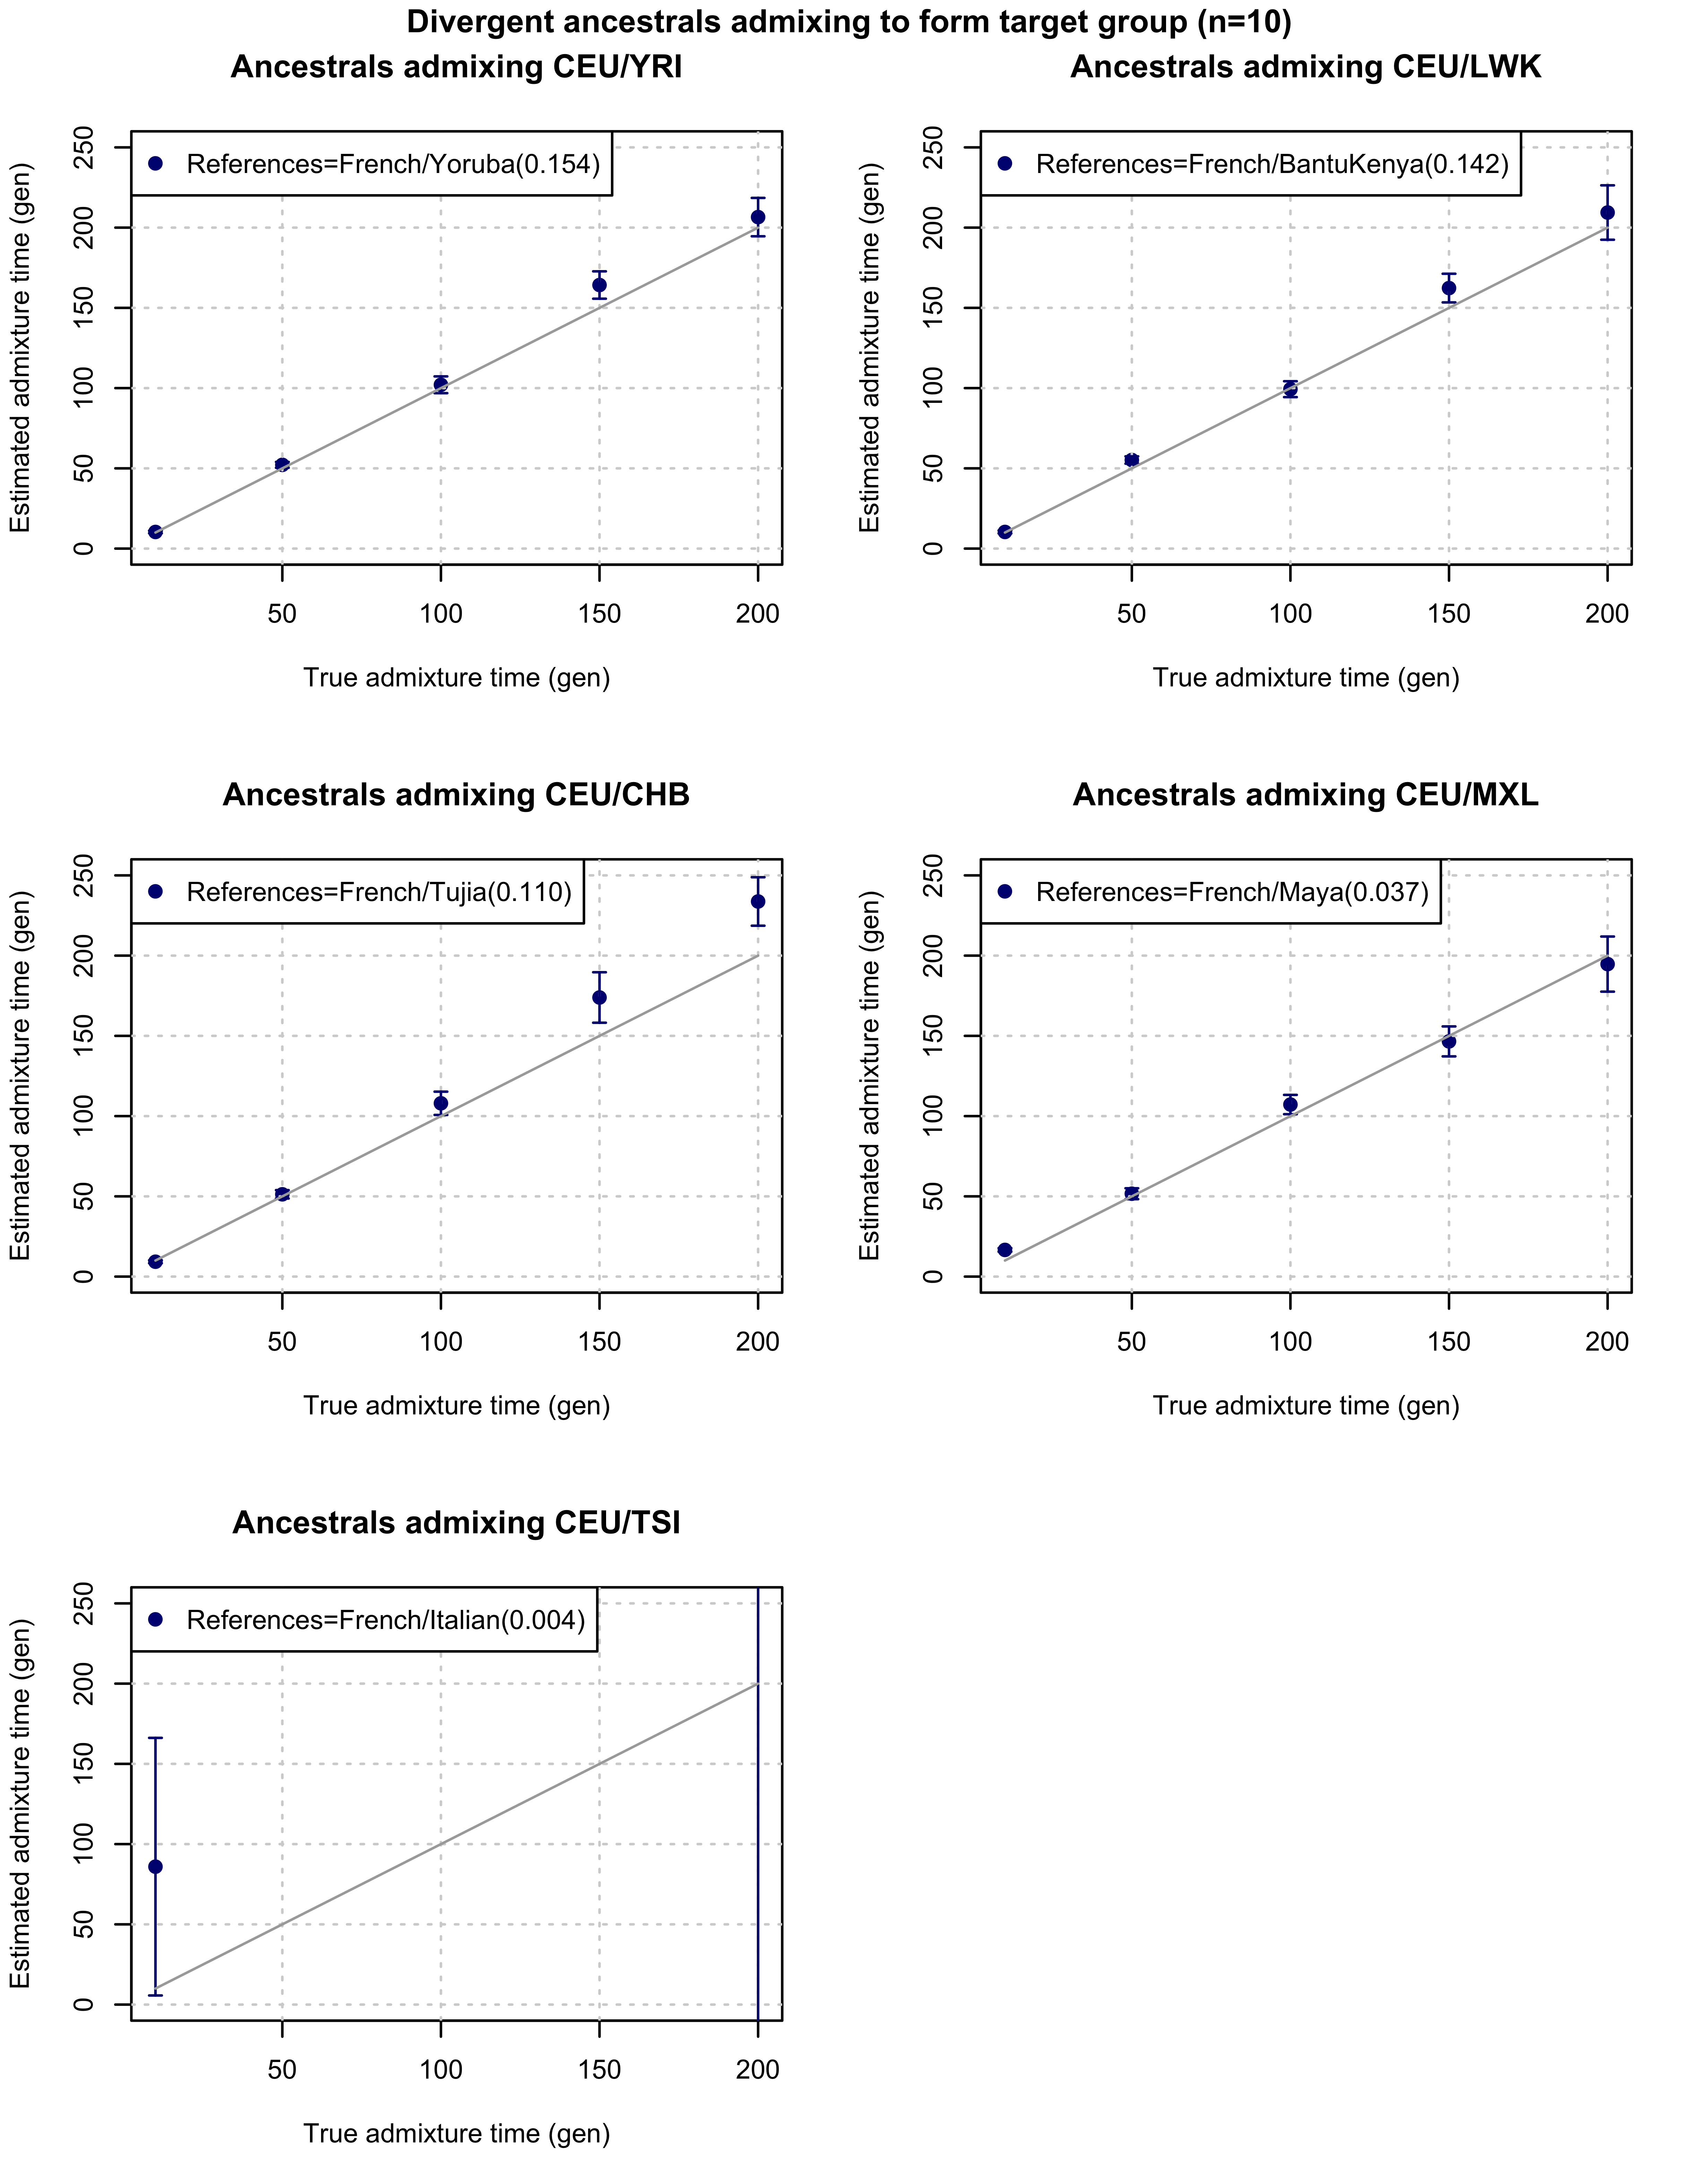 Divergent ancestrals admixing to form target group (n=10)
Ancestrals admixing CEU/YRI
References=French/Yoruba(0.154)
Estimated admixture time (gen)
250
200
150
100
50
0
50 100 150 200
True admixture time (gen)
Ancestrals admixing CEU/LWK
References=French/BantuKenya(0.142)
Estimated admixture time (gen)
250
200
150
100
50
0
50 100 150 200
True admixture time (gen)
Ancestrals admixing CEU/CHB
References=French/Tujia(0.110)
Estimated admixture time (gen)
250
200
150
100
50
0
50 100 150 200
True admixture time (gen)
Ancestrals admixing CEU/MXL
References=French/Maya(0.037)
Estimated admixture time (gen)
250
200
150
100
50
0
50 100 150 200
True admixture time (gen)
Ancestrals admixing CEU/TSI
References=French/Italian(0.004)
Estimated admixture time (gen)
250
200
150
100
50
0
50 100 150 200
True admixture time (gen)